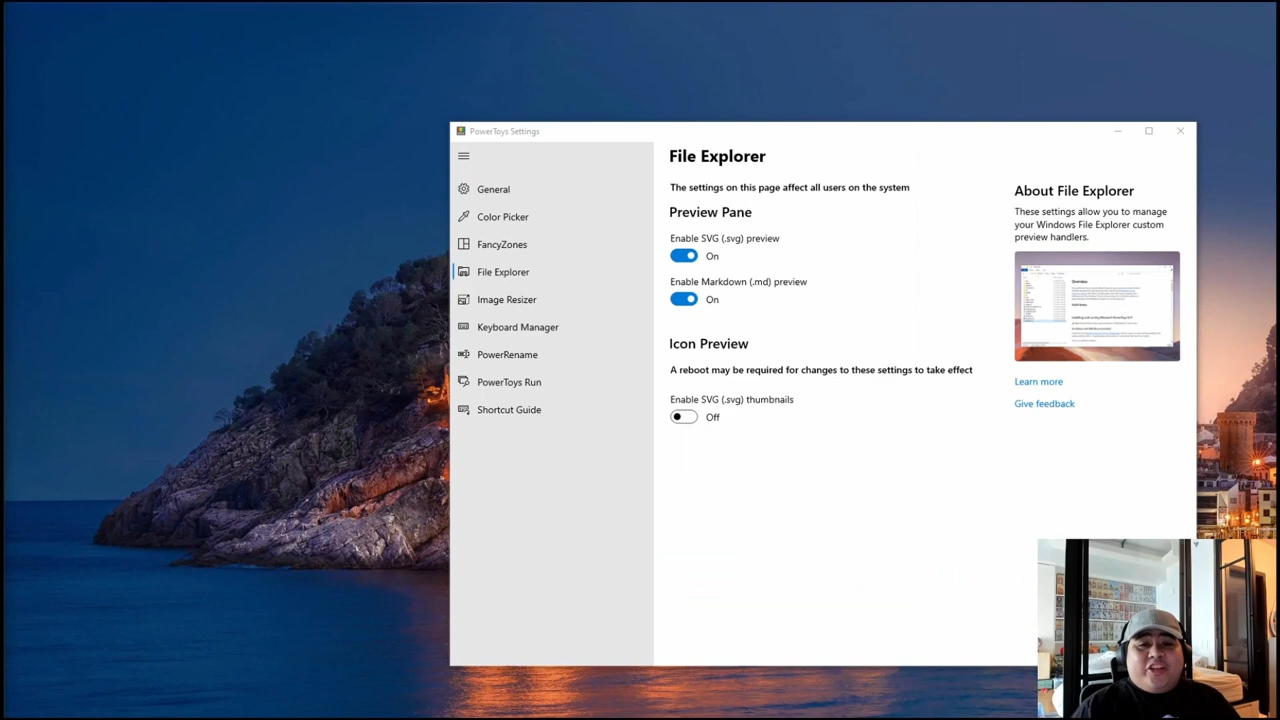 PowerToys Settings
General
Color Picker
FancyZones
File Explorer
Image Resizer
Keyboard Manager
PowerRename
PowerToys Run
Shortcut Guide
File Explorer
The settings on this page affect all users on the system
Preview Pane
Enable SVG (.svg) preview
On
Enable Markdown (.md) preview
On
Icon Preview
A reboot may be required for changes to these settings to take effect
Enable SVG (.svg) thumbnails
Off
About File Explorer
These settings allow you to manage
your Windows File Explorer custom
preview handlers.
Overview
Learn more
Give feedback